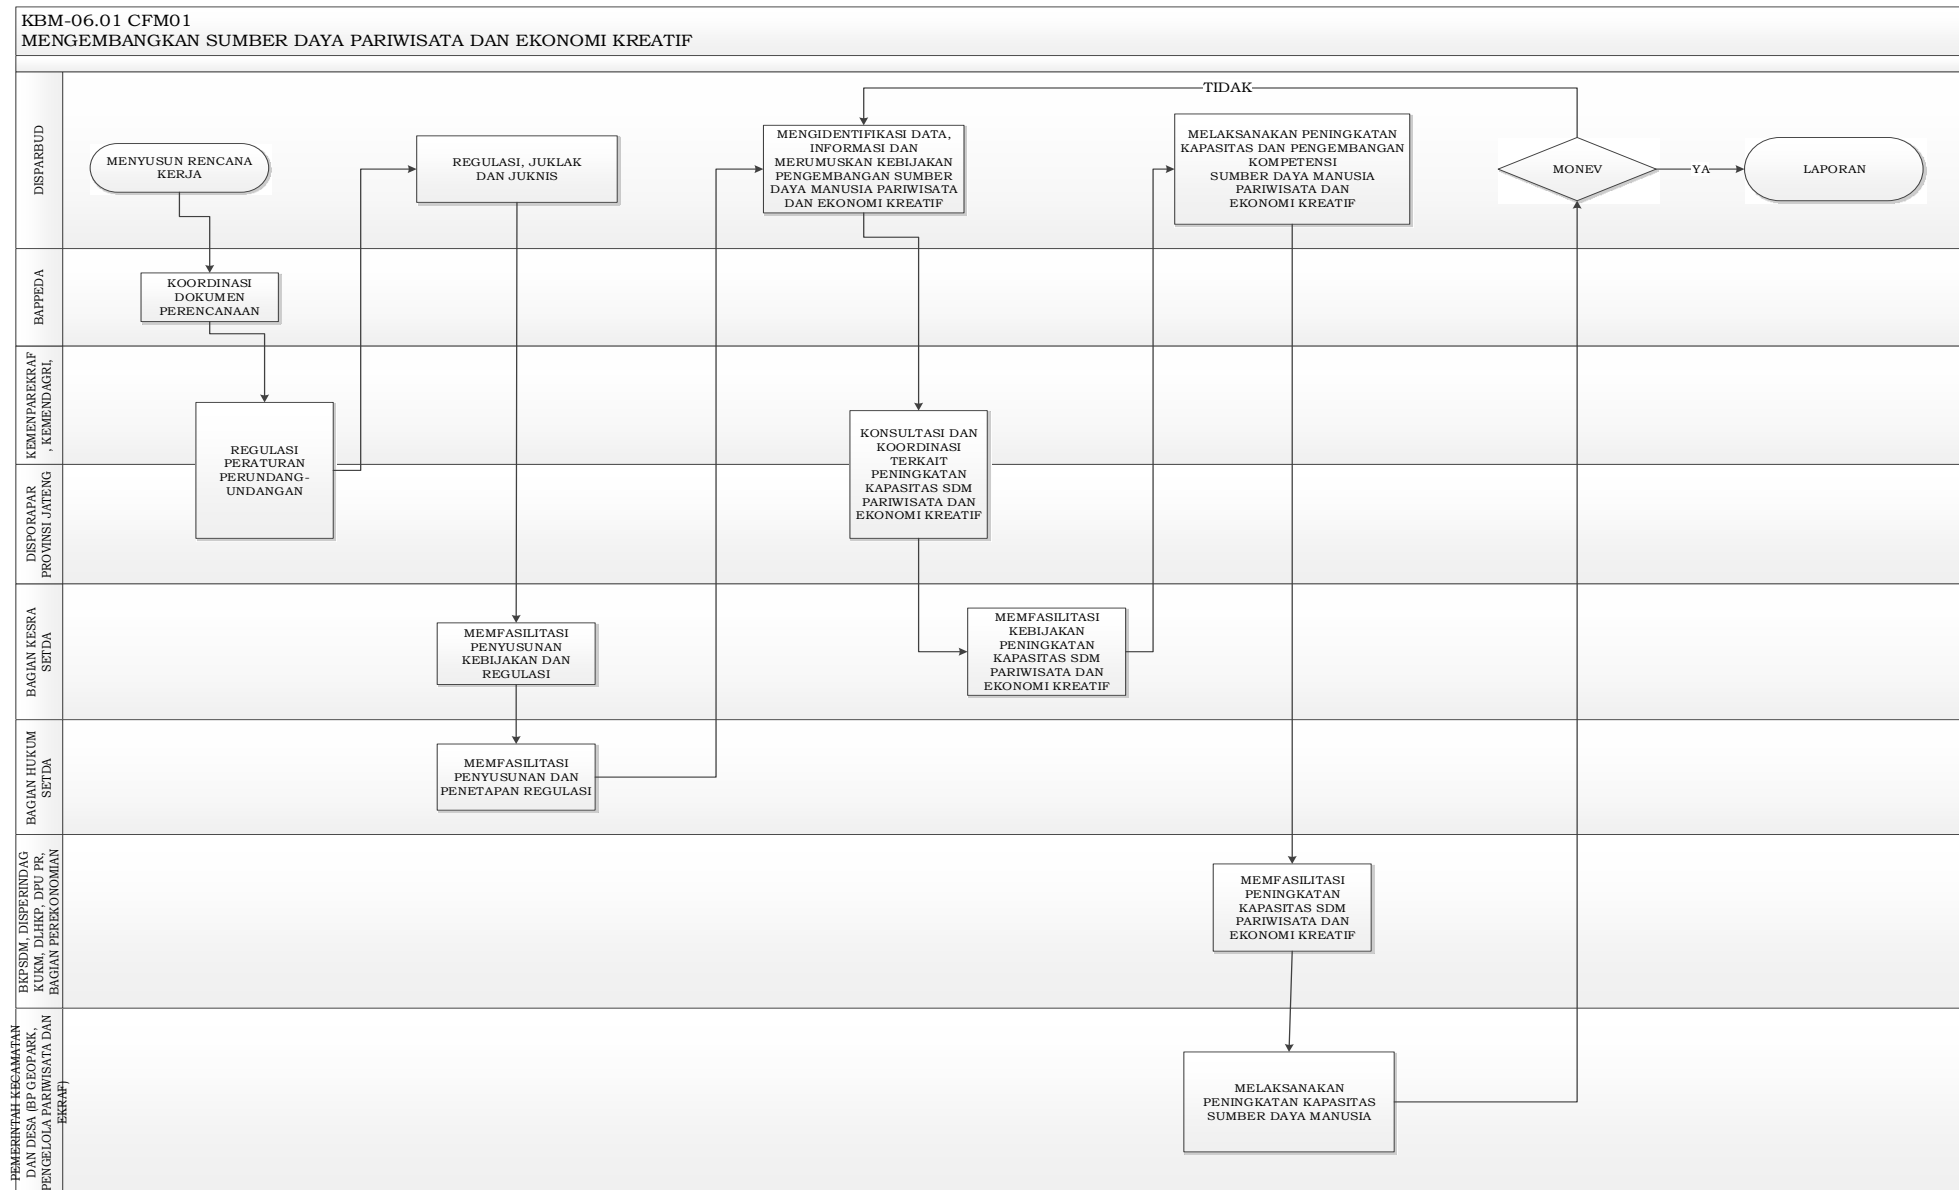 KBM-06.01 CFM01
MENGEMBANGKAN SUMBER DAYA PARIWISATA DAN EKONOMI KREATIF
DISPARBUD
MENYUSUN RENCANA
KERJA
REGULASI, JUKLAK
DAN JUKNIS
MENGIDENTIFIKASI DATA,
INFORMASI DAN
MERUMUSKAN KEBIJAKAN
PENGEMBANGAN SUMBER
DAYA MANUSIA PARIWISATA
DAN EKONOMI KREATIF
TIDAK
MELAKSANAKAN PENINGKATAN
KAPASITAS DAN PENGEMBANGAN
KOMPETENSI
SUMBER DAYA MANUSIA
PARIWISATA DAN
EKONOMI KREATIF
MONEV
YA
LAPORAN
BAPPEDA
KOORDINASI
DOKUMEN
PERENCANAAN
KEMENPAREKRAF
, KEMENDAGRI,
DISPORAPAR
PROVINSI JATENG
REGULASI
PERATURAN
PERUNDANG-
UNDANGAN
KONSULTASI DAN
KOORDINASI
TERKAIT
PENINGKATAN
KAPASITAS SDM
PARIWISATA DAN
EKONOMI KREATIF
BAGIAN KESRA
SETDA
MEMFASILITASI
PENYUSUNAN
KEBIJAKAN DAN
REGULASI
MEMFASILITASI
KEBIJAKAN
PENINGKATAN
KAPASITAS SDM
PARIWISATA DAN
EKONOMI KREATIF
BAGIAN HUKUM
SETDA
MEMFASILITASI
PENYUSUNAN DAN
PENETAPAN REGULASI
BKPSDM, DISPERINDAG
KUKM, DLHKP, DPU PR,
BAGIAN PEREKONOMIAN
MEMFASILITASI
PENINGKATAN
KAPASITAS SDM
PARIWISATA DAN
EKONOMI KREATIF
PEMERINTAH KECAMATAN
DAN DESA (BP GEOPARK,
PENGELOLA PARIWISATA DAN
EKRAF)
MELAKSANAKAN
PENINGKATAN KAPASITAS
SUMBER DAYA MANUSIA